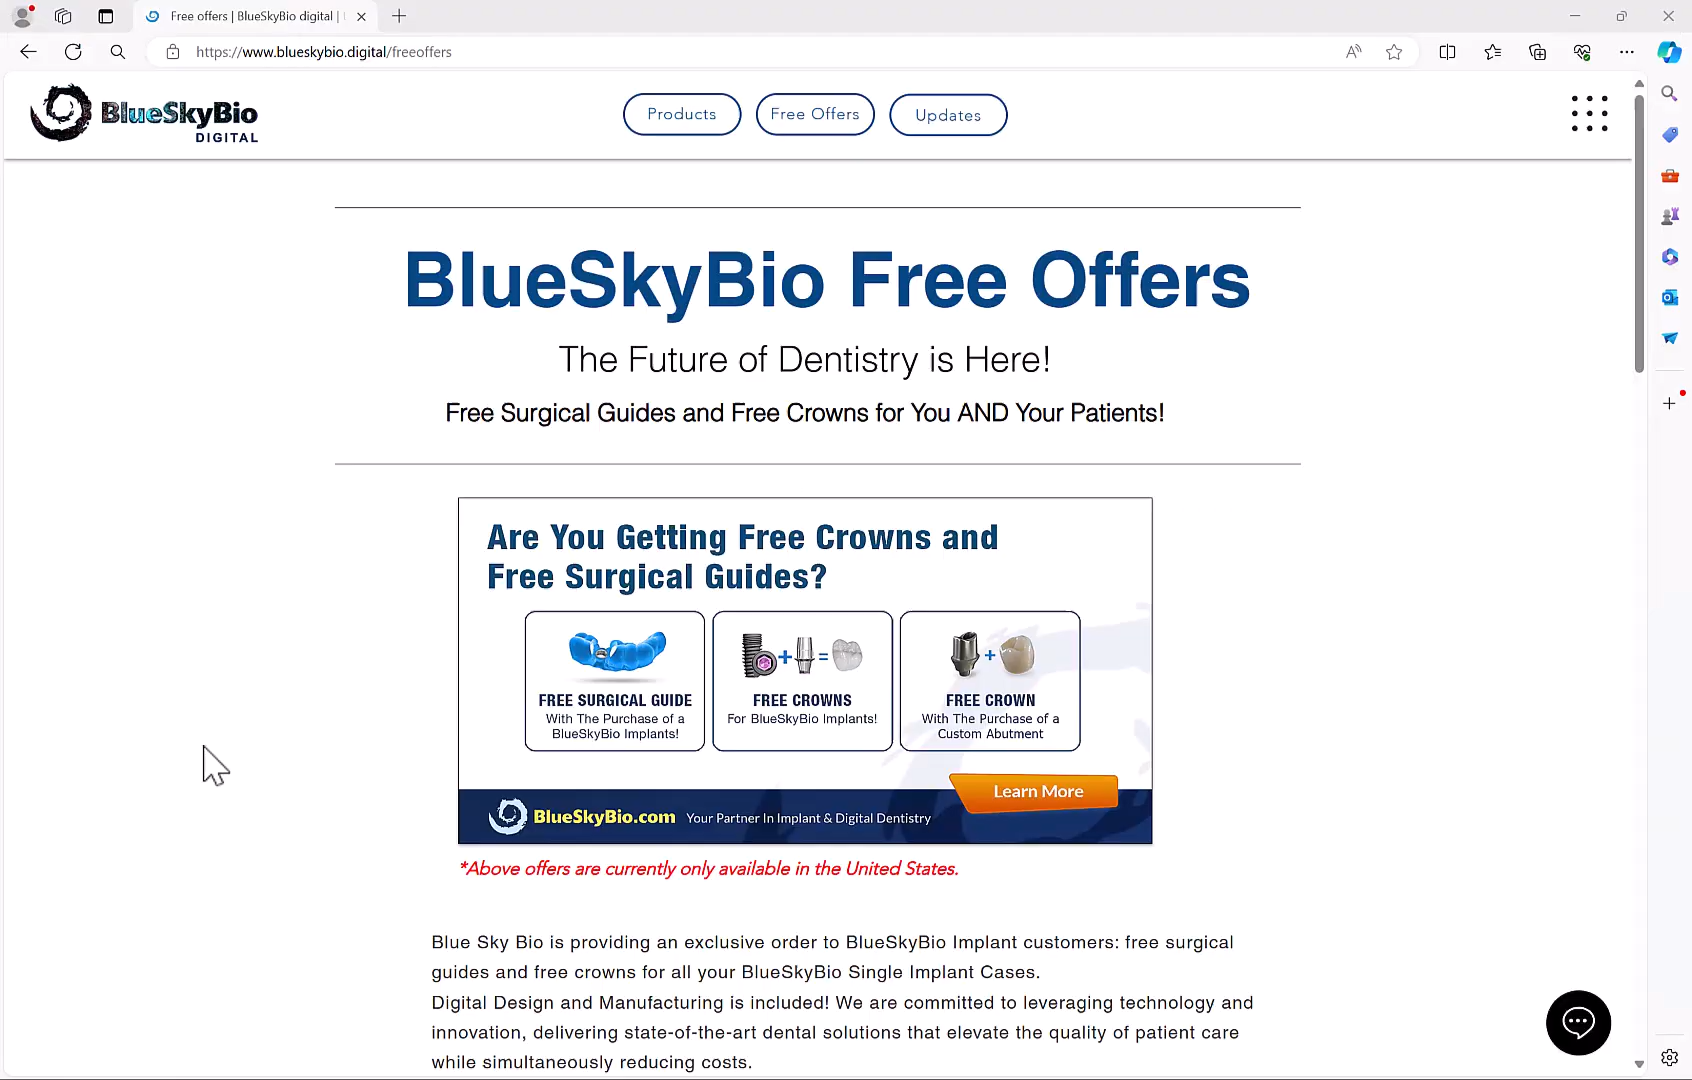 Free offers | BlueSkyBio digital |
https://www.blueskybio.digital/freeoffers
BlueSkyBio
DIGITAL
Products
Free Offers
Updates
BlueSkyBio Free Offers
The Future of Dentistry is Here!
Free Surgical Guides and Free Crowns for You AND Your Patients!
Are You Getting Free Crowns and
Free Surgical Guides?
FREE SURGICAL GUIDE
With The Purchase of a
BlueSkyBio Implants!
FREE CROWNS
For BlueSkyBio Implants!
FREE CROWN
With The Purchase of a
Custom Abutment
Learn More
BlueSkyBio.com Your Partner In Implant & Digital Dentistry
*Above offers are currently only available in the United States.
Blue Sky Bio is providing an exclusive order to BlueSkyBio Implant customers: free surgical
guides and free crowns for all your BlueSkyBio Single Implant Cases.
Digital Design and Manufacturing is included! We are committed to leveraging technology and
innovation, delivering state-of-the-art dental solutions that elevate the quality of patient care
while simultaneously reducing costs.